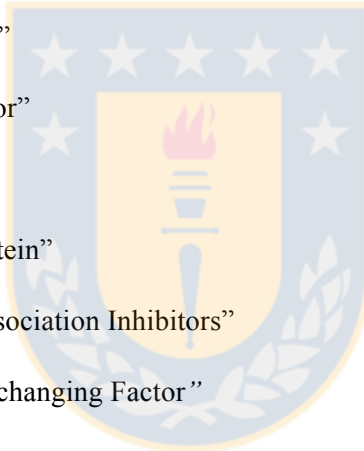 ”
or”
tein”
sociation Inhibitors”
changing Factor”